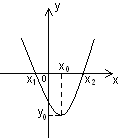 y
x₀
x₁ 0 x₂ x
y₀